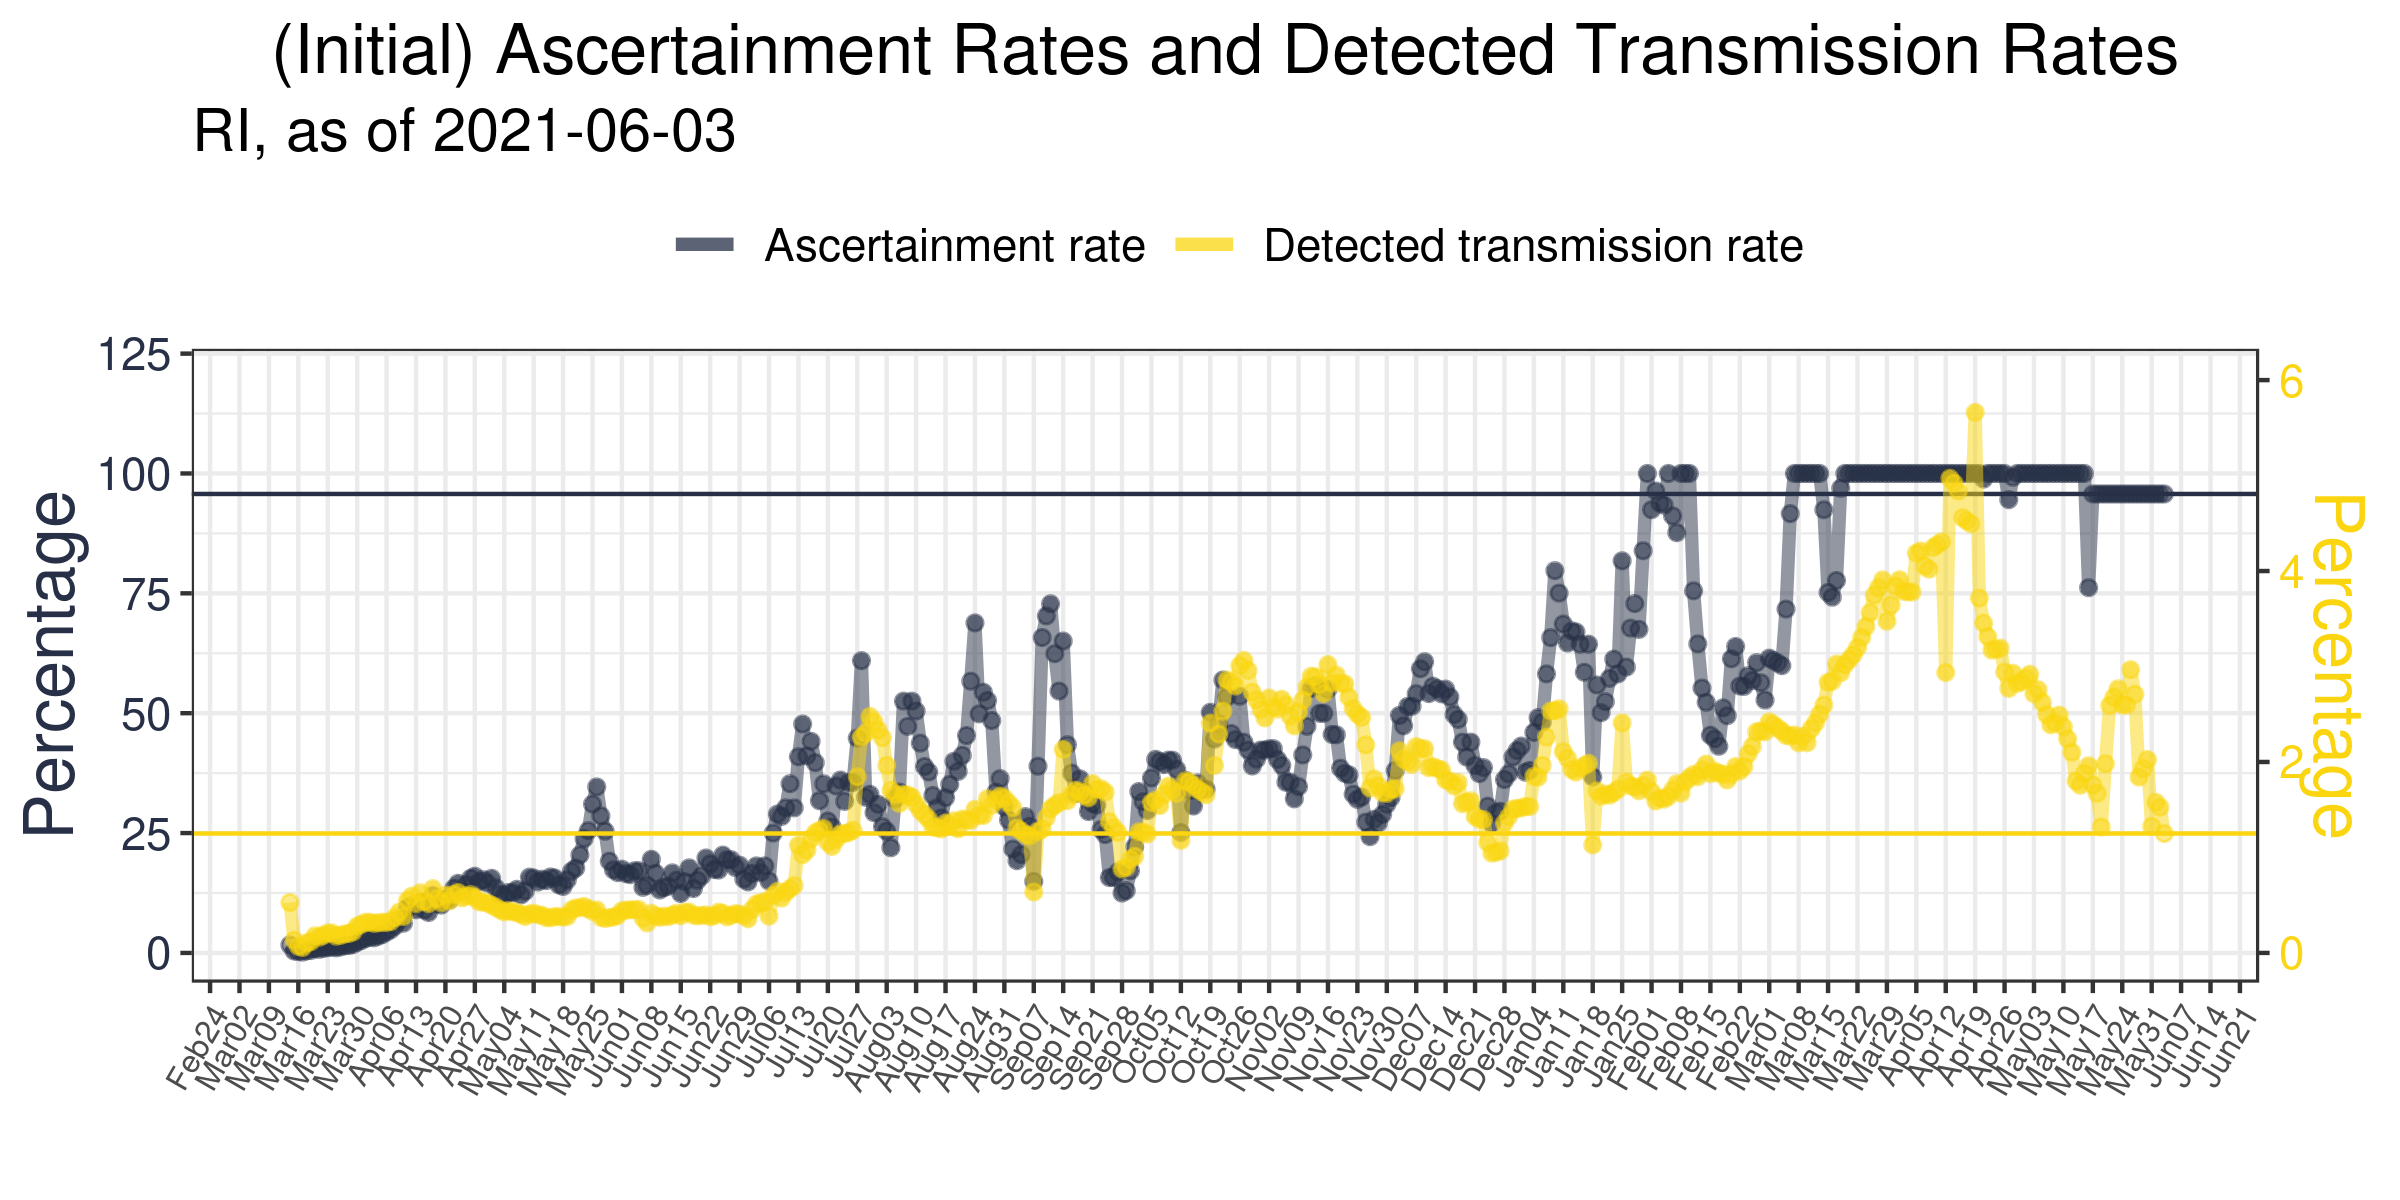 (Initial) Ascertainment Rates and Detected Transmission Rates
RI, as of 2021-06-03
Ascertainment rate
Detected transmission rate
125
100
75
50
25
0
Percentage
6
4
2
0
Percentage
Feb24
Mar02
Mar09
Mar16
Mar23
Mar30
Apr06
Apr13
Apr20
Apr27
May04
May11
May18
May25
Jun01
Jun08
Jun15
Jun22
Jun29
Jul06
Jul13
Jul20
Jul27
Aug03
Aug10
Aug17
Aug24
Aug31
Sep07
Sep14
Sep21
Sep28
Oct05
Oct12
Oct19
Oct26
Nov02
Nov09
Nov16
Nov23
Nov30
Dec07
Dec14
Dec21
Dec28
Jan04
Jan11
Jan18
Jan25
Feb01
Feb08
Feb15
Feb22
Mar01
Mar08
Mar15
Mar22
Mar29
Apr05
Apr12
Apr19
Apr26
May03
May10
May17
May24
May31
Jun07
Jun14
Jun21